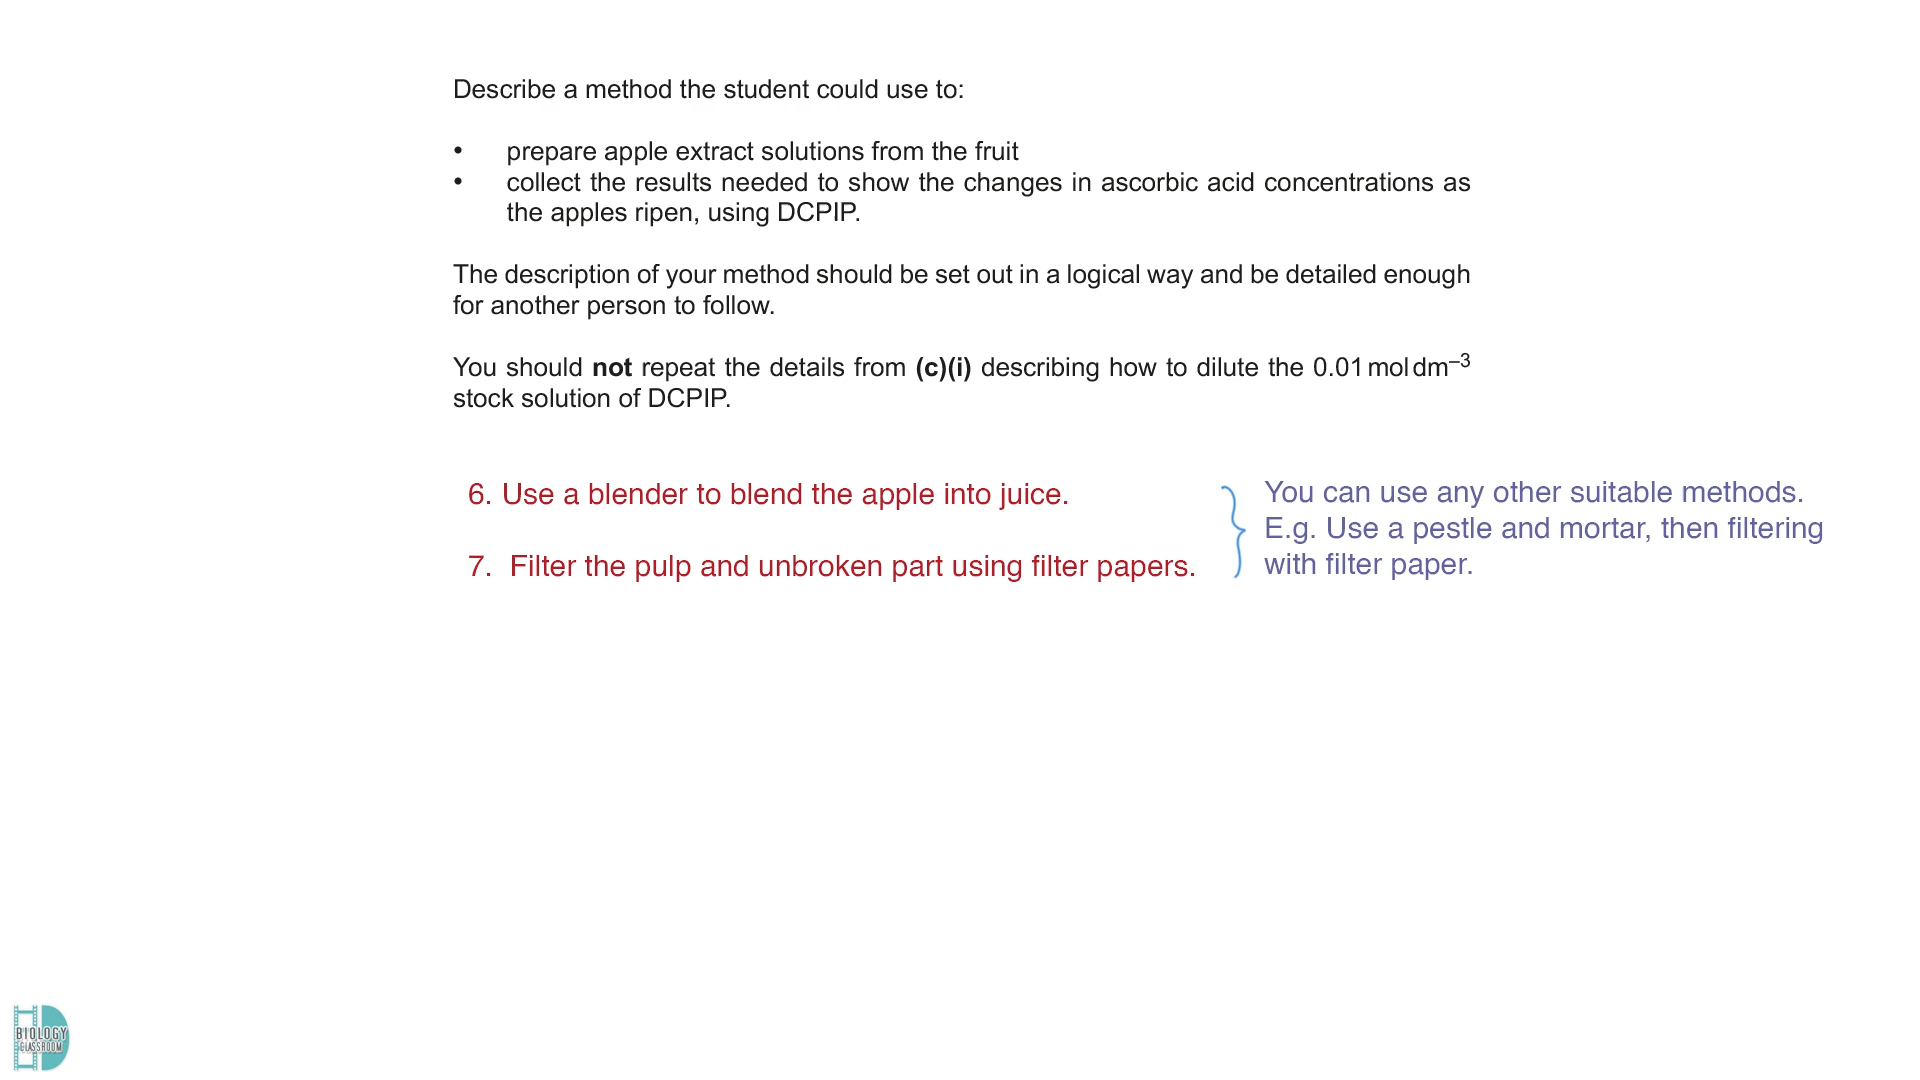 Describe a method the student could use to:
• prepare apple extract solutions from the fruit
• collect the results needed to show the changes in ascorbic acid concentrations as
the apples ripen, using DCPIP.
The description of your method should be set out in a logical way and be detailed enough
for another person to follow.
You should not repeat the details from (c)(i) describing how to dilute the 0.01 mol dm⁻³
stock solution of DCPIP.
6. Use a blender to blend the apple into juice.
7. Filter the pulp and unbroken part using filter papers.
You can use any other suitable methods.
E.g. Use a pestle and mortar, then filtering
with filter paper.
BIOLOGY
CLASSROOM